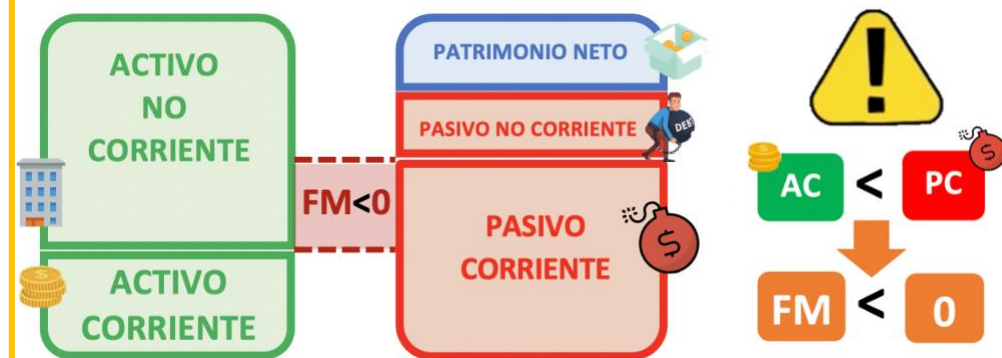 ACTIVO
NO
CORRIENTE
ACTIVO
CORRIENTE
FM<0
PATRIMONIO NETO
PASIVO NO CORRIENTE
DEBT
PASIVO
CORRIENTE
$
!
AC < PC
$
FM < 0